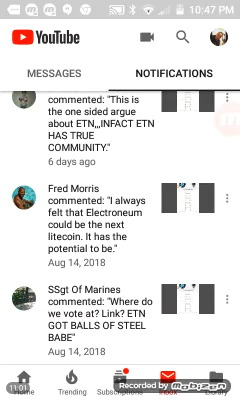 10:47 PM
YouTube
MESSAGES NOTIFICATIONS
commented: "This is
the one sided argue
about ETN,,,INFACT ETN
HAS TRUE
COMMUNITY."
6 days ago
Fred Morris
commented: "I always
felt that Electroneum
could be the next
litecoin. It has the
potential to be."
Aug 14, 2018
SSgt Of Marines
commented: "Where do
we vote at? Link? ETN
GOT BALLS OF STEEL
BABE"
Aug 14, 2018
11:01
Home Trending Subscriptions Inbox Library
Recorded by MOBIZEN